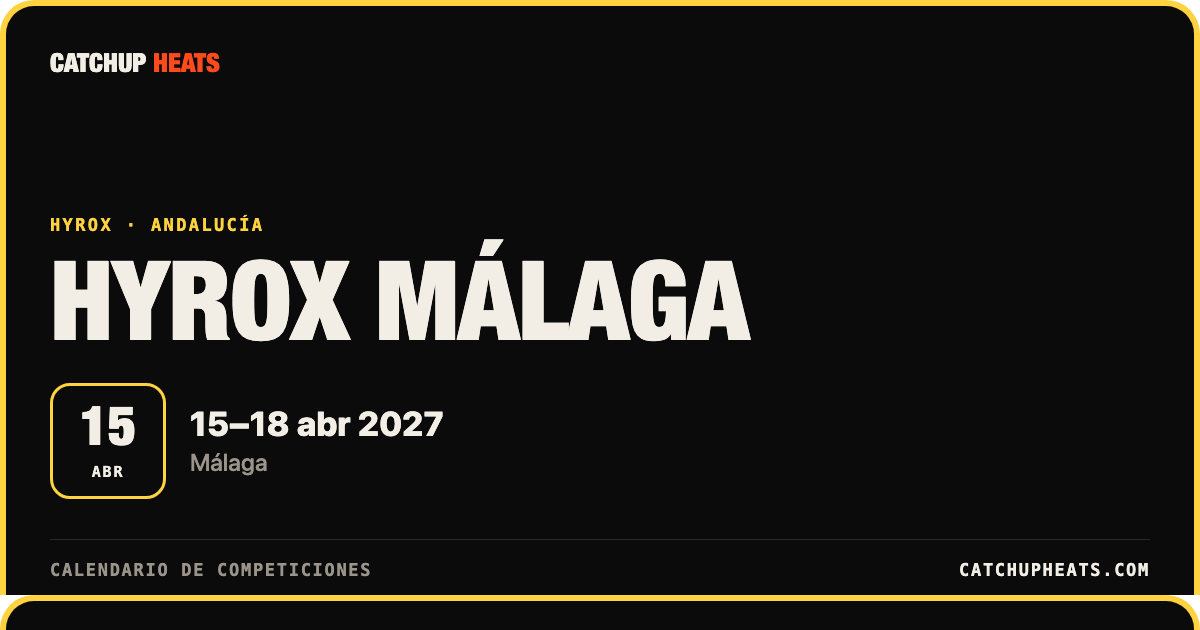 CATCHUP HEATS
HYROX · ANDALUCÍA
HYROX MÁLAGA
15
ABR
15–18 abr 2027
Málaga
CALENDARIO DE COMPETICIONES
CATCHUPHEATS.COM